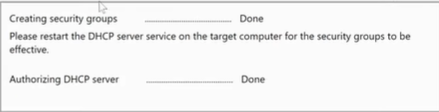 Creating security groups ........................ Done
Please restart the DHCP server service on the target computer for the security groups to be
effective.
Authorizing DHCP server ........................ Done